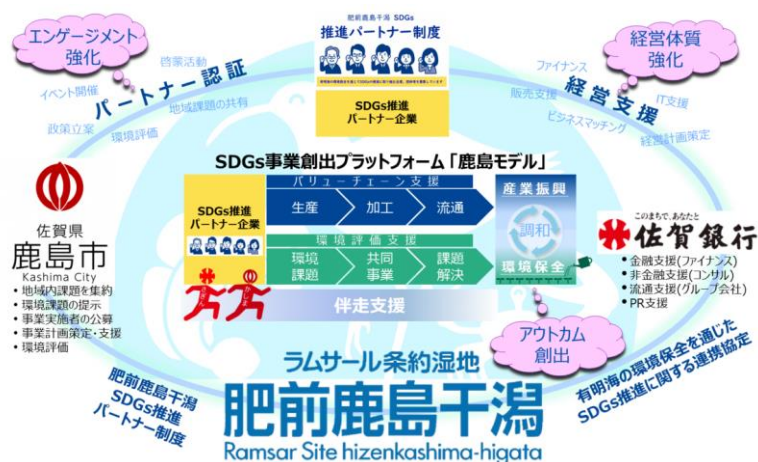 肥前鹿島干潟 SDGs
推進パートナー制度
SDGs推進
パートナー企業
エンゲージメント
強化
啓蒙活動
イベント開催
パートナー認証
地域課題の共有
政策立案
環境評価
経営体質
強化
ファイナンス
経営支援
IT支援
販売支援
ビジネスマッチング
経営計画策定
SDGs事業創出プラットフォーム「鹿島モデル」
SDGs推進
パートナー企業
バリューチェーン支援
生産
加工
流通
環境評価支援
環境
課題
共同
事業
課題
解決
伴走支援
産業振興
調和
環境保全
佐賀県
鹿島市
Kashima City
• 地域内課題を集約
• 環境課題の提示
• 事業実施者の公募
• 事業計画策定・支援
• 環境評価
このまちで、あなたと
佐賀銀行
• 金融支援(ファイナンス)
• 非金融支援(コンサル)
• 流通支援(グループ会社)
• PR支援
アウトカム
創出
肥前鹿島干潟
SDGs推進
パートナー制度
有明海の環境保全を通じた
SDGs推進に関する連携協定
ラムサール条約湿地
肥前鹿島干潟
Ramsar Site hizenkashima-higata